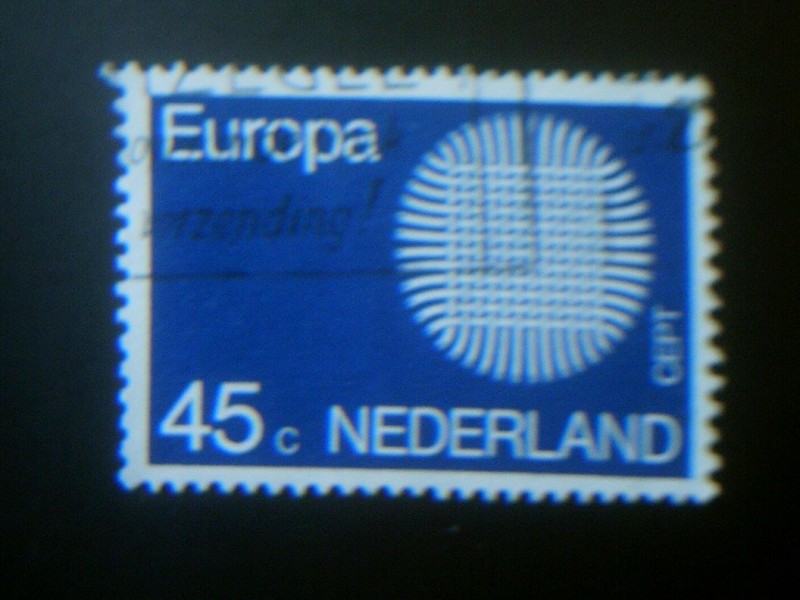 Europa
verzending!
CEPT
45 c NEDERLAND